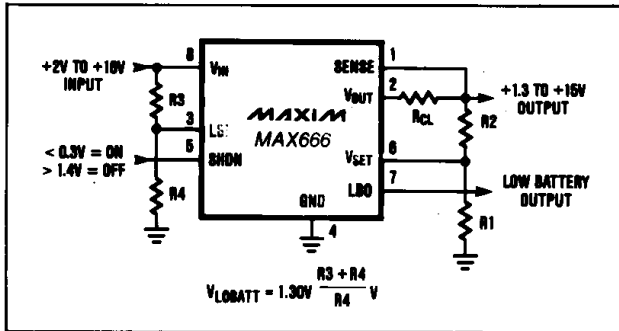 +2V TO +16V
INPUT
8
VIN
R3
3
LBI
5
SHDN
< 0.3V = ON
> 1.4V = OFF
R4
MAXIM
MAX666
GND
4
SENSE
1
VOUT
2
RCL
+1.3 TO +15V
OUTPUT
R2
VSET
6
LBO
7
LOW BATTERY
OUTPUT
R1
VLOBATT = 1.30V R3 + R4 / R4 V